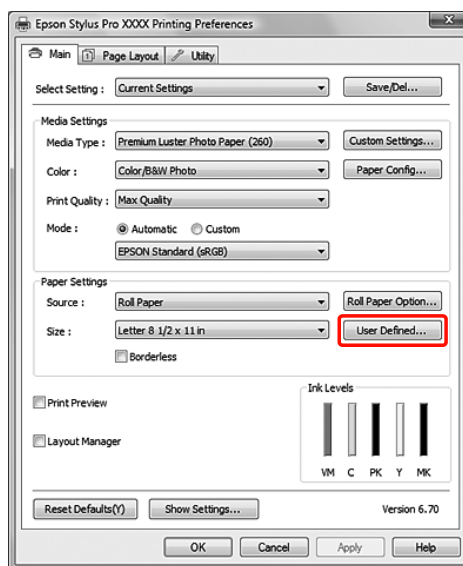 Epson Stylus Pro XXXX Printing Preferences
Main Page Layout Utility
Select Setting : Current Settings Save/Del...
Media Settings
Media Type : Premium Luster Photo Paper (260) Custom Settings...
Color : Color/B&W Photo Paper Config...
Print Quality : Max Quality
Mode : Automatic Custom
EPSON Standard (sRGB)
Paper Settings
Source : Roll Paper Roll Paper Option...
Size : Letter 8 1/2 x 11 in User Defined...
Borderless
Print Preview
Ink Levels
Layout Manager
VM C PK Y MK
Reset Defaults(Y) Show Settings... Version 6.70
OK Cancel Apply Help